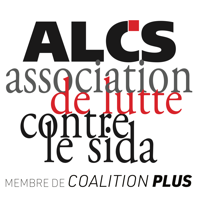 ALCS
association
de lutte
contre
le sida
MEMBRE DE COALITION PLUS